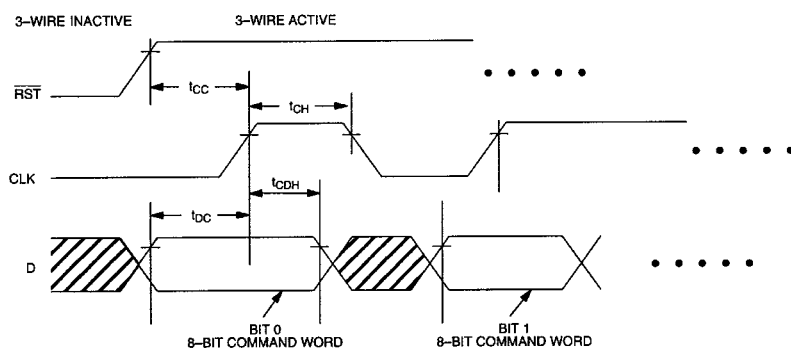 3–WIRE INACTIVE
3–WIRE ACTIVE
RST
tCC
tCH
CLK
tCDH
tDC
D
BIT 0
8–BIT COMMAND WORD
BIT 1
8–BIT COMMAND WORD